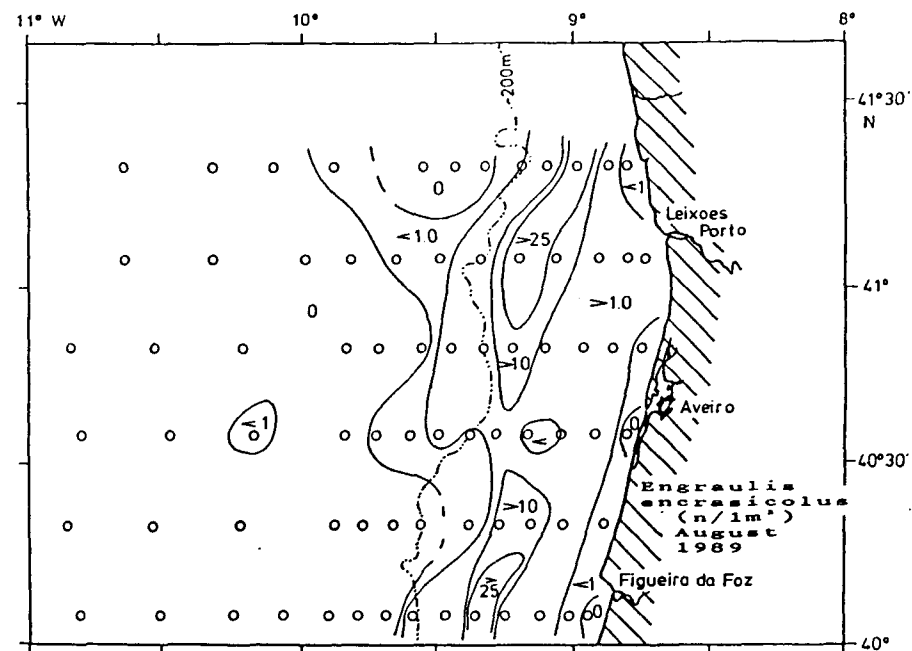 11° W 10° 9° 8°
~200m
41°30'
N
0
<1
Leixoes
Porto
<1.0
>25
41°
>1.0
0
>10
<1
<
0
Aveiro
40°30'
Engraulis
encrasicolus
(n/1m²)
August
1989
>10
>
25
<1
Figueira da Foz
0
40°